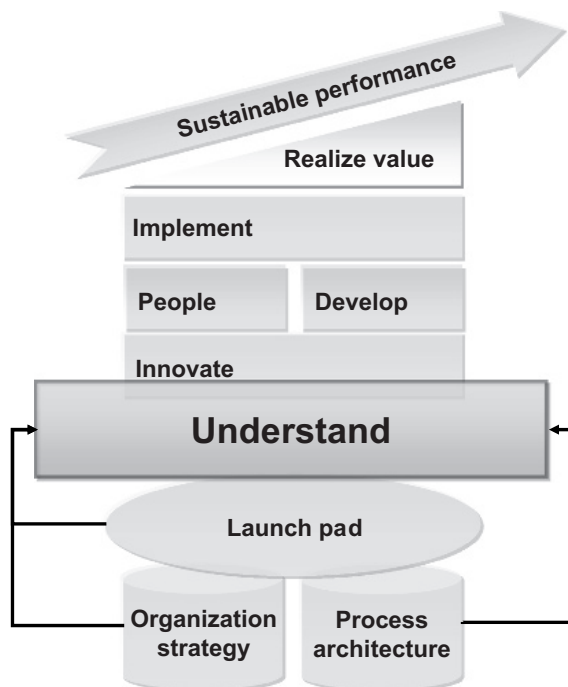 Sustainable performance
Realize value
Implement
People
Develop
Innovate
Understand
Launch pad
Organization
strategy
Process
architecture